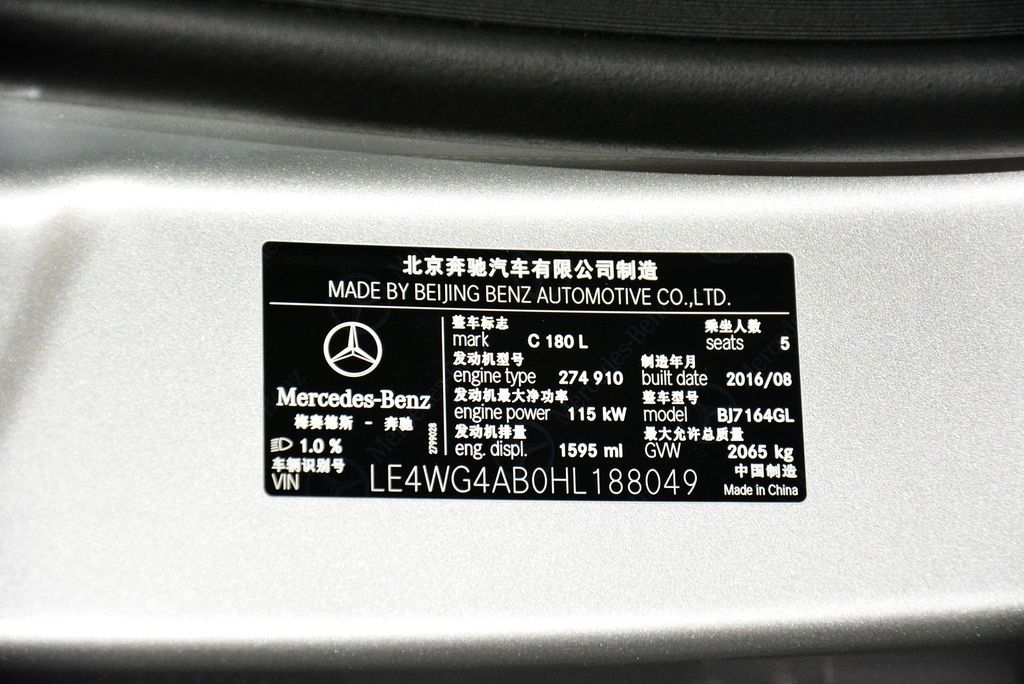 北京奔驰汽车有限公司制造
MADE BY BEIJING BENZ AUTOMOTIVE CO.,LTD.
Mercedes-Benz
梅赛德斯 - 奔驰
1.0 %
2799028
整车标志
mark C 180 L
乘坐人数
seats 5
发动机型号
engine type 274 910
制造年月
built date 2016/08
发动机最大净功率
engine power 115 kW
整车型号
model BJ7164GL
发动机排量
eng. displ. 1595 ml
最大允许总质量
GVW 2065 kg
车辆识别号
VIN LE4WG4AB0HL188049
中国制造
Made in China